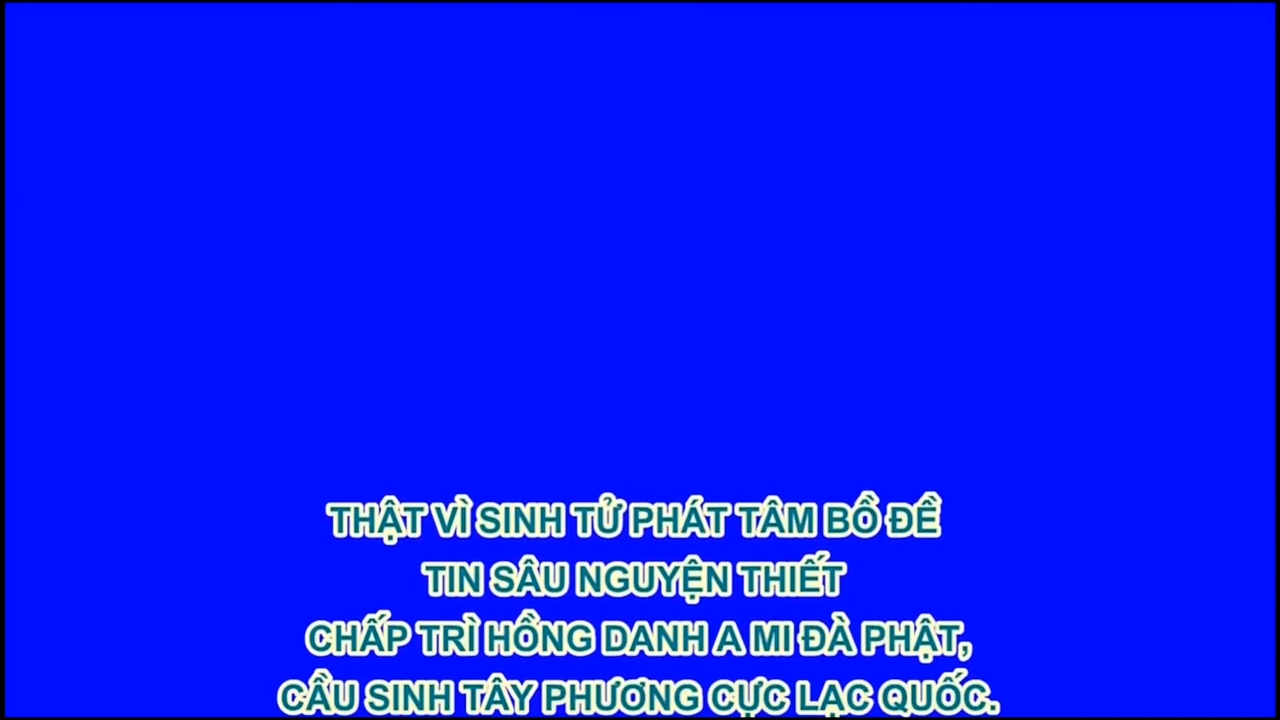 THẬT VÌ SINH TỬ PHÁT TÂM BỒ ĐỀ
TIN SÂU NGUYỆN THIẾT
CHẤP TRÌ HỒNG DANH A MI ĐÀ PHẬT,
CẦU SINH TÂY PHƯƠNG CỰC LẠC QUỐC.